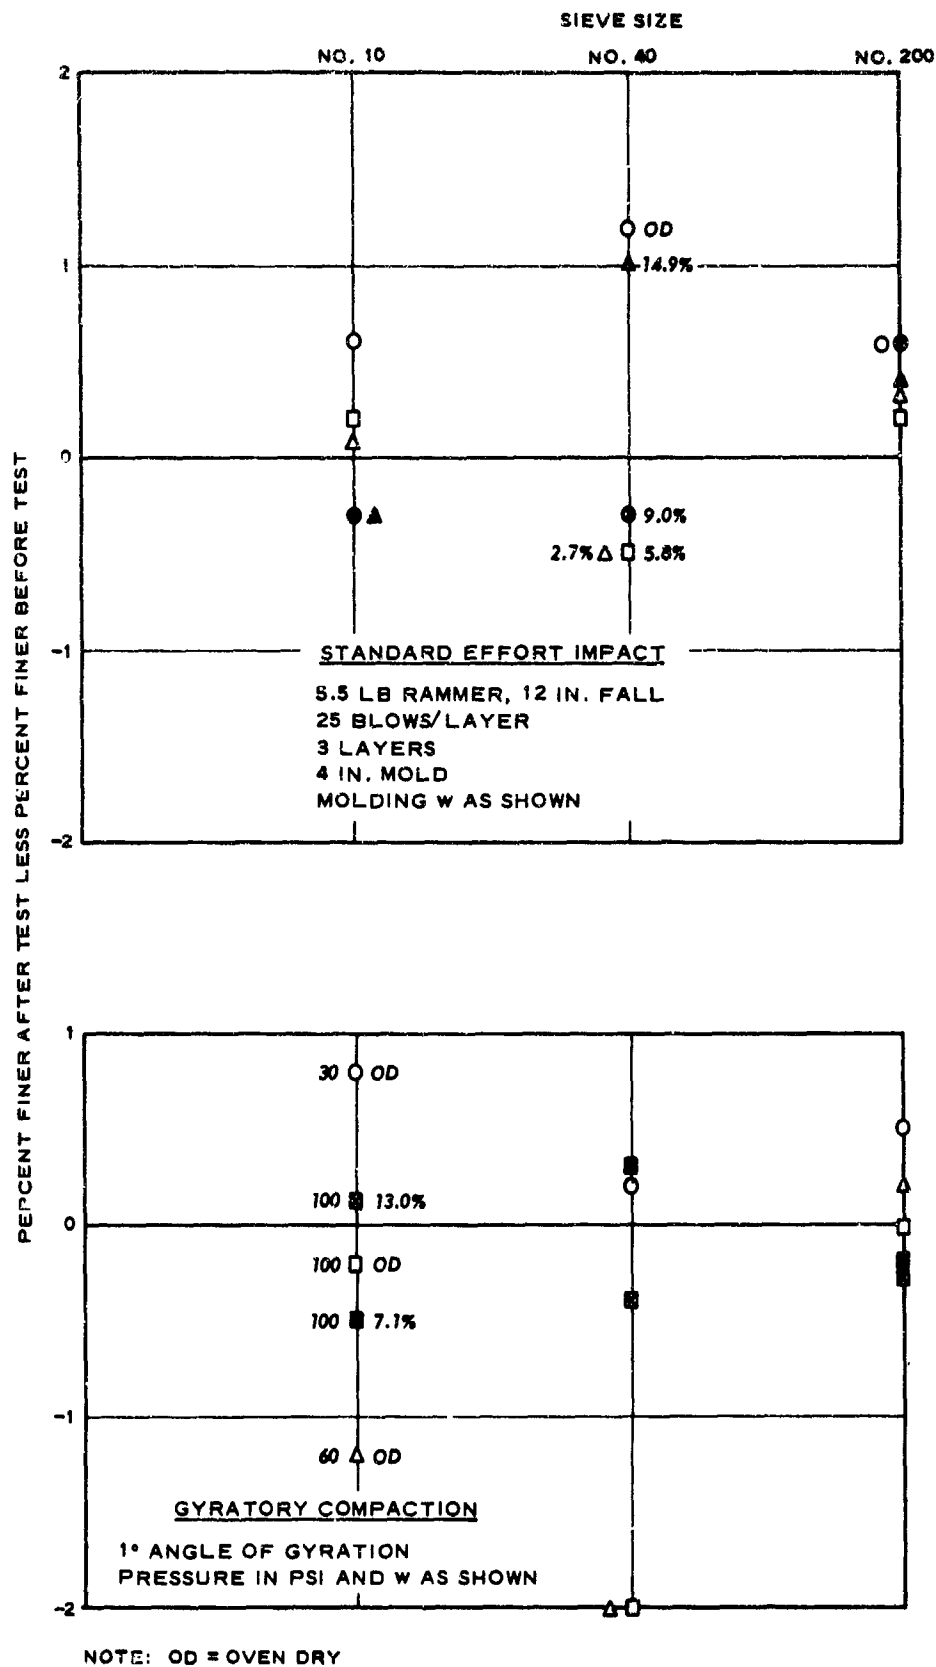 SIEVE SIZE
NO. 10 NO. 40 NO. 200
PERCENT FINER AFTER TEST LESS PERCENT FINER BEFORE TEST
2
1
0
-1
-2
OD
14.9%
9.0%
2.7% 5.8%
STANDARD EFFORT IMPACT
5.5 LB RAMMER, 12 IN. FALL
25 BLOWS/LAYER
3 LAYERS
4 IN. MOLD
MOLDING W AS SHOWN
1
0
-1
-2
30 OD
100 13.0%
100 OD
100 7.1%
60 OD
GYRATORY COMPACTION
1° ANGLE OF GYRATION
PRESSURE IN PSI AND W AS SHOWN
NOTE: OD = OVEN DRY